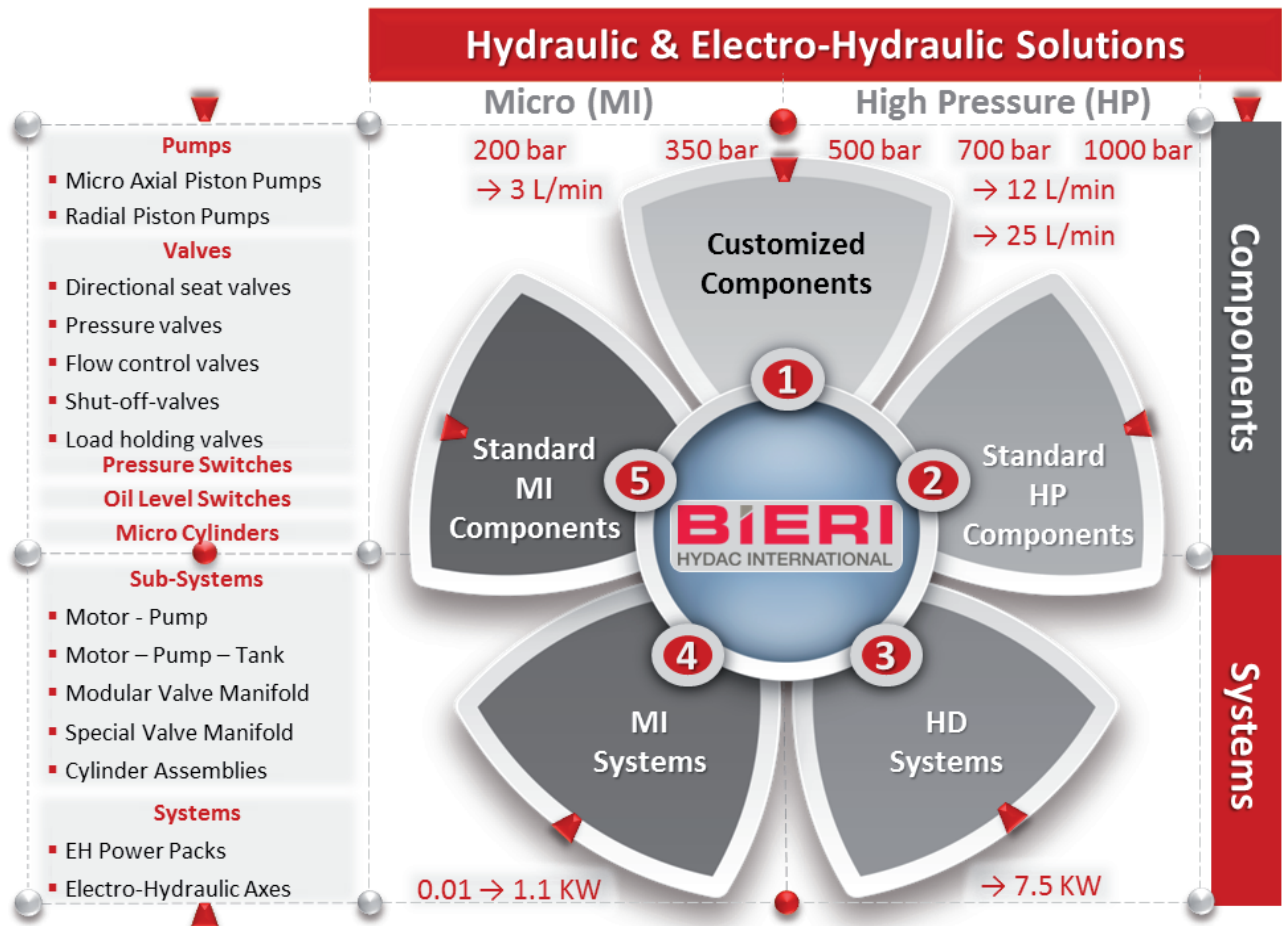 Hydraulic & Electro-Hydraulic Solutions
Micro (MI)
High Pressure (HP)
200 bar
350 bar
500 bar
700 bar
1000 bar
→ 3 L/min
→ 12 L/min
→ 25 L/min
Pumps
▪ Micro Axial Piston Pumps
▪ Radial Piston Pumps
Valves
▪ Directional seat valves
▪ Pressure valves
▪ Flow control valves
▪ Shut-off-valves
▪ Load holding valves
Pressure Switches
Oil Level Switches
Micro Cylinders
Sub-Systems
▪ Motor - Pump
▪ Motor – Pump – Tank
▪ Modular Valve Manifold
▪ Special Valve Manifold
▪ Cylinder Assemblies
Systems
▪ EH Power Packs
▪ Electro-Hydraulic Axes
Customized
Components
1
Standard
HP
Components
2
HD
Systems
3
MI
Systems
4
Standard
MI
Components
5
BIERI
HYDAC INTERNATIONAL
0.01 → 1.1 KW
→ 7.5 KW
Components
Systems